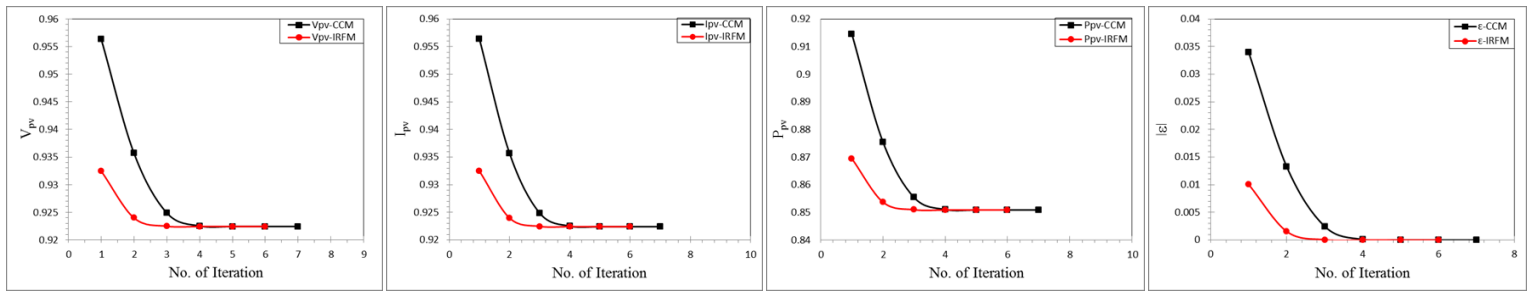 0.96
0.955
0.95
0.945
0.94
0.935
0.93
0.925
0.92
Vpv
Vpv-CCM
Vpv-IRFM
0 1 2 3 4 5 6 7 8 9
No. of Iteration
0.96
0.955
0.95
0.945
0.94
0.935
0.93
0.925
0.92
Ipv
Ipv-CCM
Ipv-IRFM
0 2 4 6 8 10
No. of Iteration
0.92
0.91
0.9
0.89
0.88
0.87
0.86
0.85
0.84
Ppv
Ppv-CCM
Ppv-IRFM
0 2 4 6 8 10
No. of Iteration
0.04
0.035
0.03
0.025
0.02
0.015
0.01
0.005
0
|ε|
ε-CCM
ε-IRFM
0 2 4 6 8
No. of Iteration